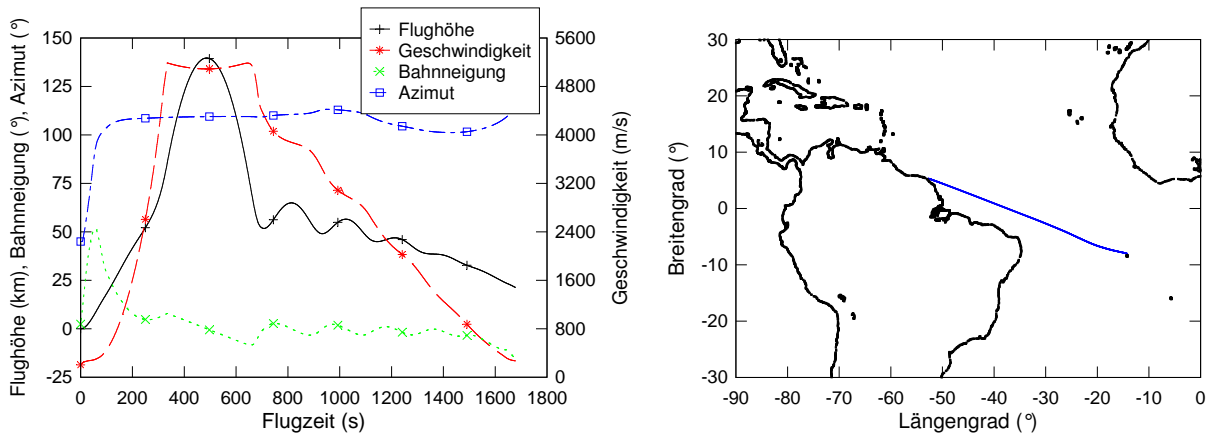 Flughöhe
Geschwindigkeit
Bahnneigung
Azimut
Flughöhe (km), Bahnneigung (°), Azimut (°)
150
125
100
75
50
25
0
-25
0 200 400 600 800 1000 1200 1400 1600 1800
Flugzeit (s)
5600
4800
4000
3200
2400
1600
800
0
Geschwindigkeit (m/s)
Breitengrad (°)
30
20
10
0
-10
-20
-30
-90 -80 -70 -60 -50 -40 -30 -20 -10 0
Längengrad (°)